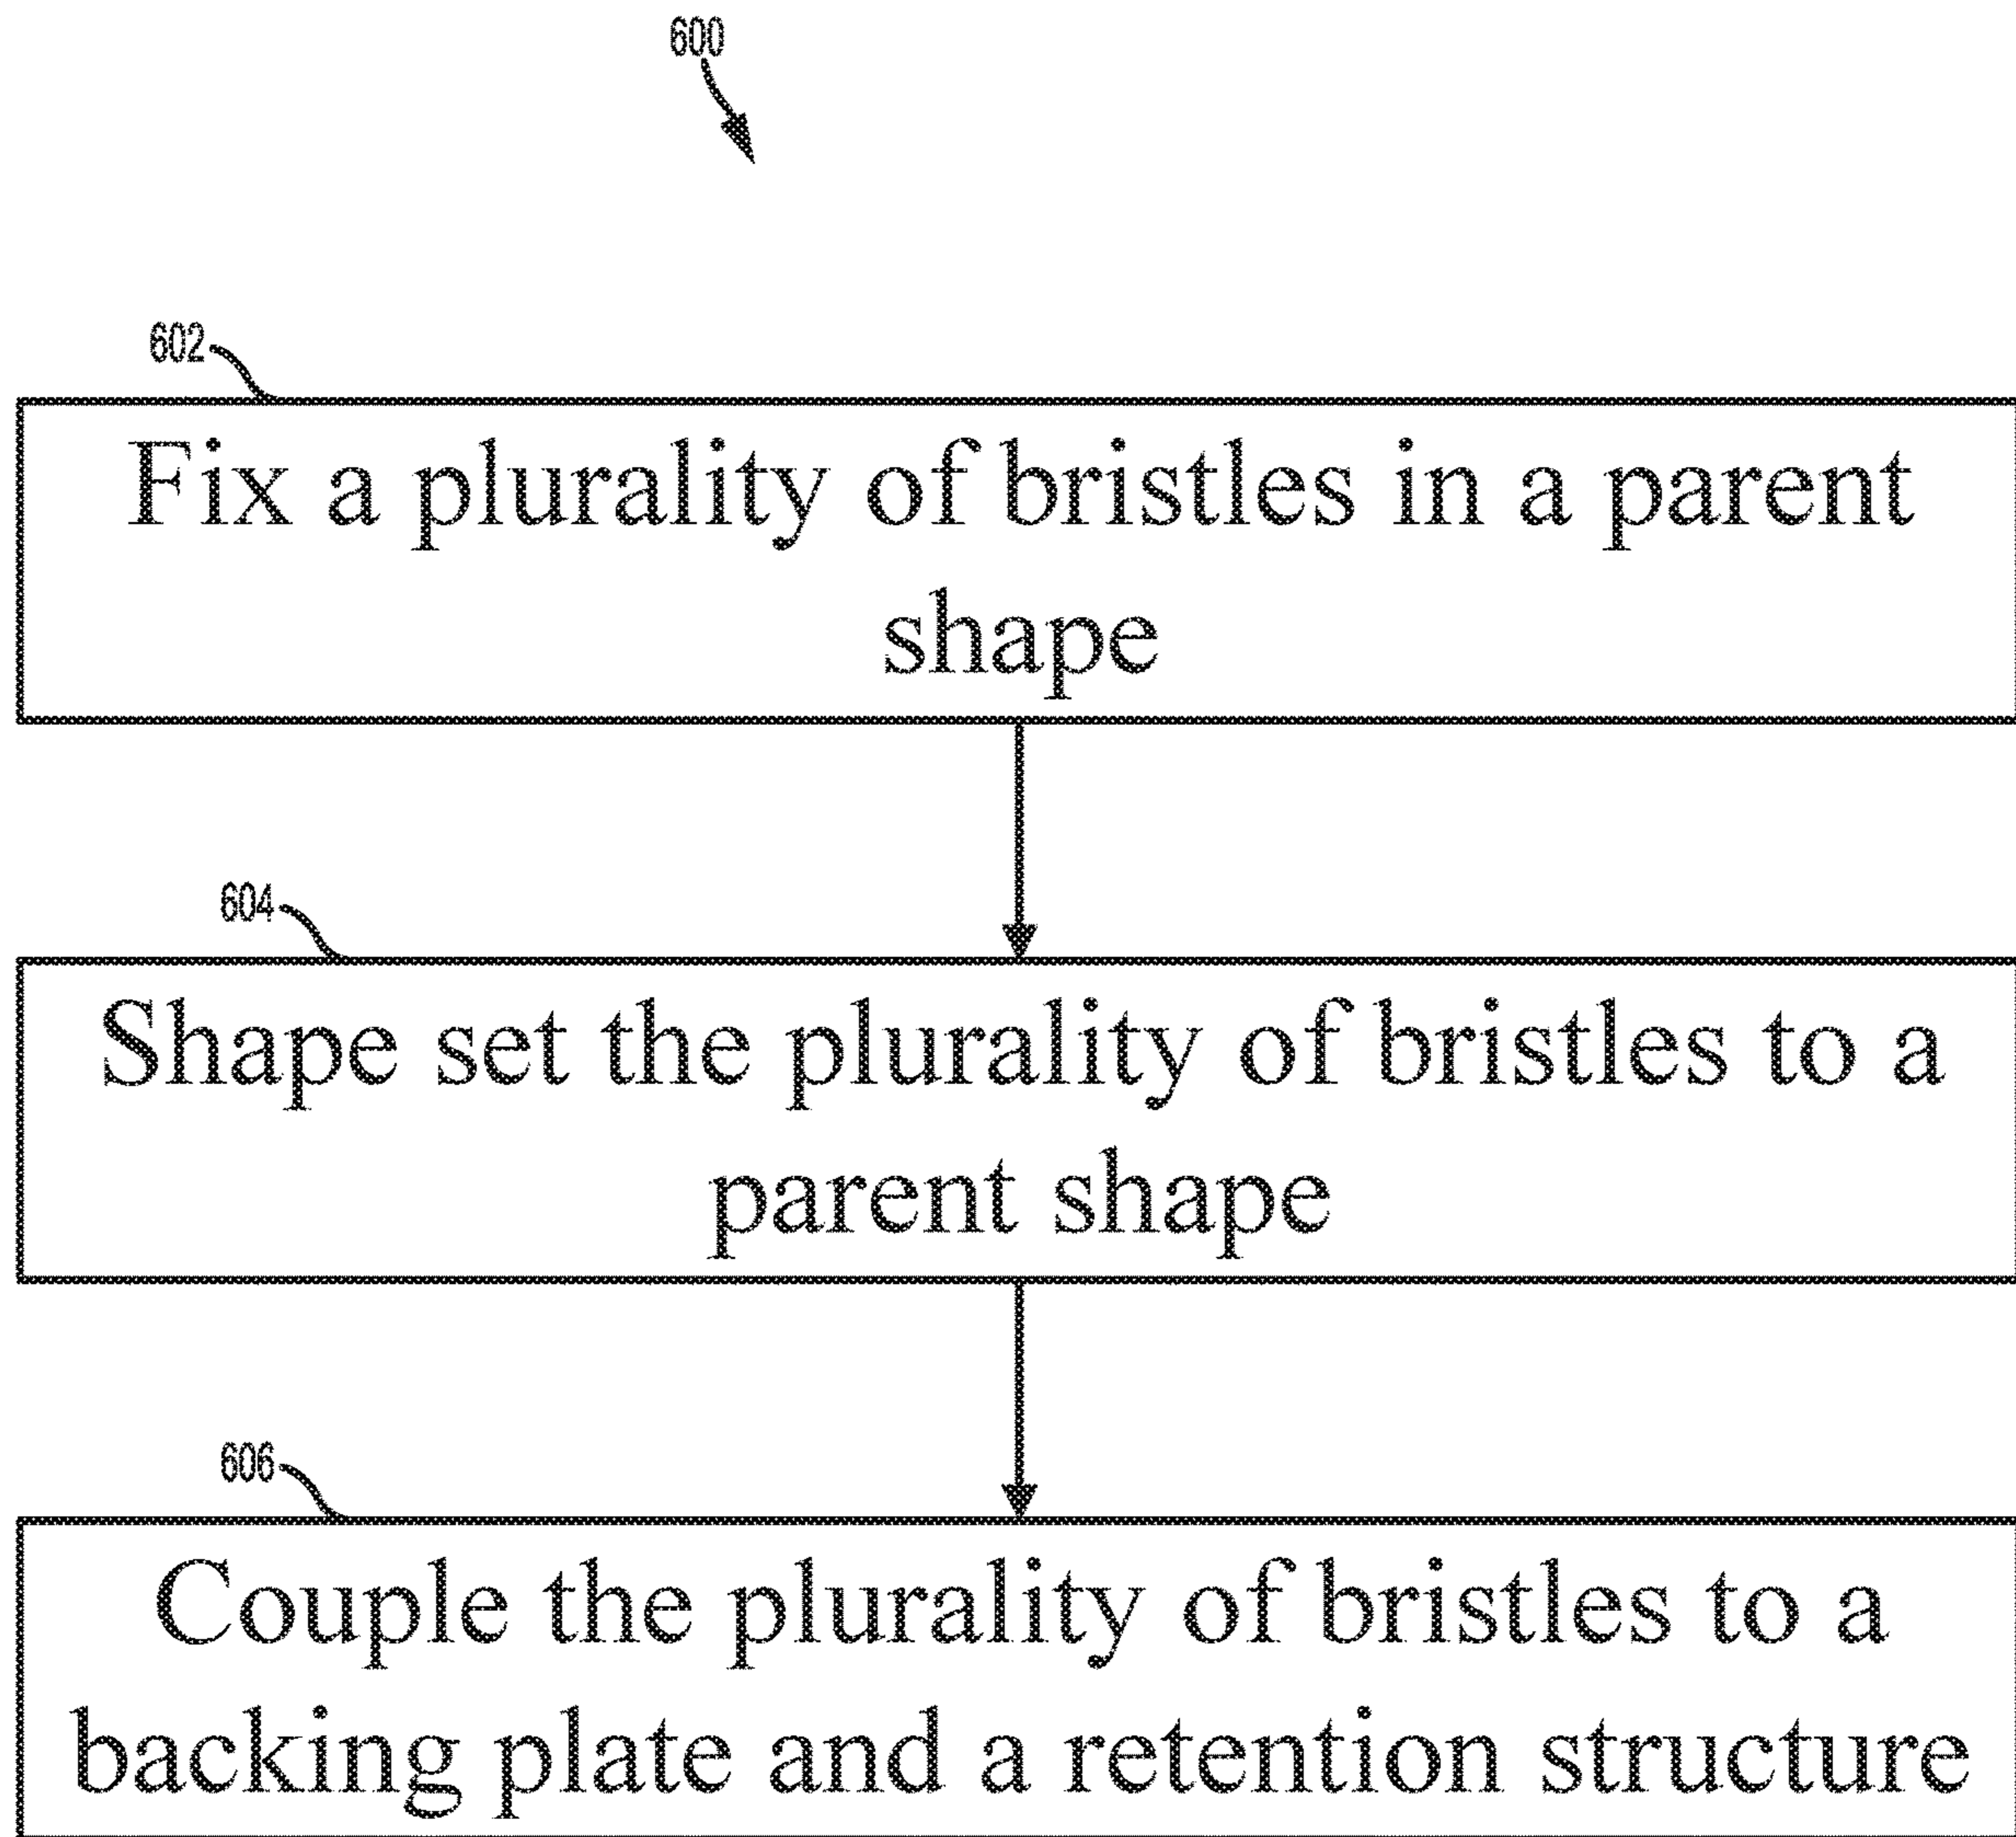 600
602
Fix a plurality of bristles in a parent
shape
604
Shape set the plurality of bristles to a
parent shape
606
Couple the plurality of bristles to a
backing plate and a retention structure